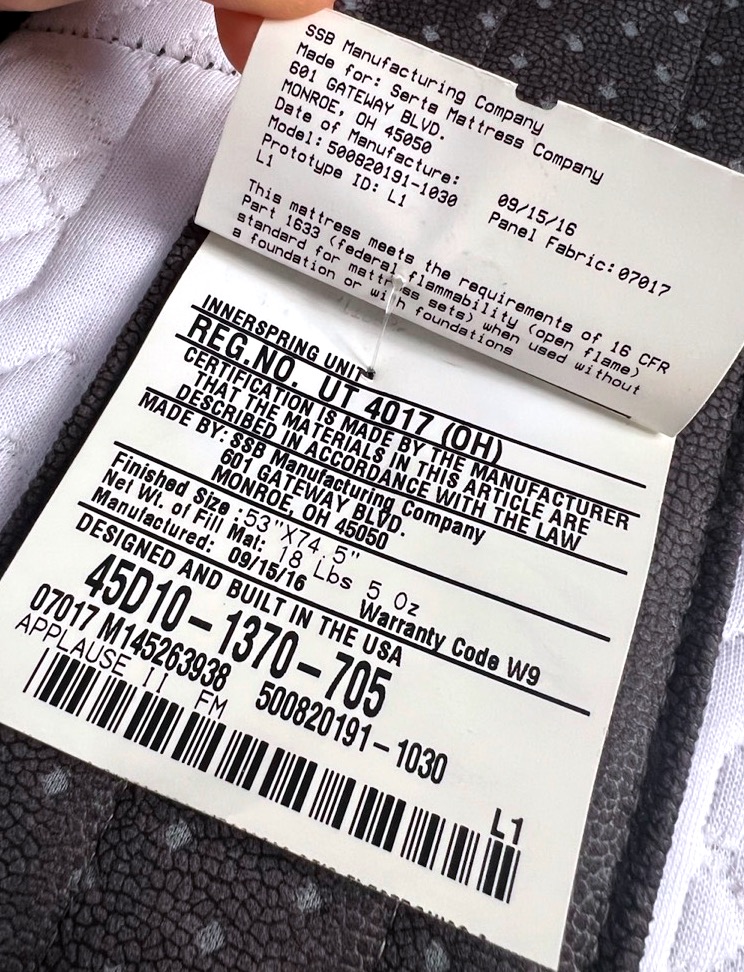 SSB Manufacturing Company
Made for: Serta Mattress Company
601 GATEWAY BLVD.
MONROE, OH 45050
Date of Manufacture: 09/15/16
Model: 500820191-1030 Panel Fabric: 07017
Prototype ID: L1
L1
This mattress meets the requirements of 16 CFR
Part 1633 (federal flammability (open flame)
standard for mattress sets) when used without
a foundation or with foundations
INNERSPRING UNIT
REG.NO. UT 4017 (OH)
CERTIFICATION IS MADE BY THE MANUFACTURER
THAT THE MATERIALS IN THIS ARTICLE ARE
DESCRIBED IN ACCORDANCE WITH THE LAW
MADE BY: SSB Manufacturing Company
601 GATEWAY BLVD.
MONROE, OH 45050
Finished Size : 53"X74.5"
Net Wt. of Fill Mat: 18 Lbs 5 Oz
Manufactured: 09/15/16 Warranty Code W9
DESIGNED AND BUILT IN THE USA
45D10-1370-705
07017 M145263938 500820191-1030
APPLAUSE II FM
L1